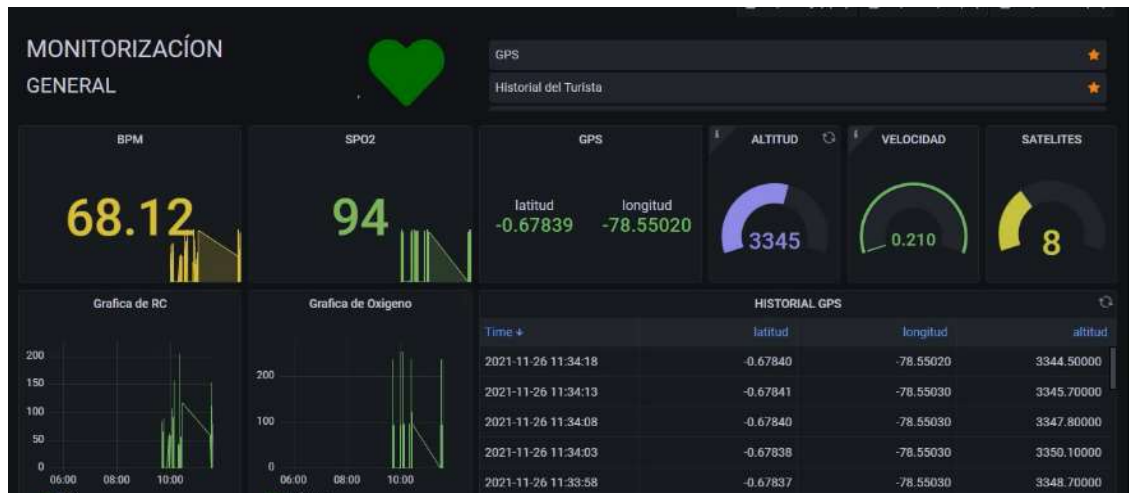 MONITORIZACÍON
GENERAL
GPS
Historial del Turista
BPM
68.12
SPO2
94
GPS
latitud longitud
-0.67839 -78.55020
ALTITUD
3345
VELOCIDAD
0.210
SATELITES
8
Grafica de RC
200
150
100
50
0
06:00 08:00 10:00
Grafica de Oxigeno
200
100
0
06:00 08:00 10:00
HISTORIAL GPS
Time latitud longitud altitud
2021-11-26 11:34:18 -0.67840 -78.55020 3344.50000
2021-11-26 11:34:13 -0.67841 -78.55030 3345.70000
2021-11-26 11:34:08 -0.67840 -78.55030 3347.80000
2021-11-26 11:34:03 -0.67838 -78.55030 3350.10000
2021-11-26 11:33:58 -0.67837 -78.55030 3348.70000